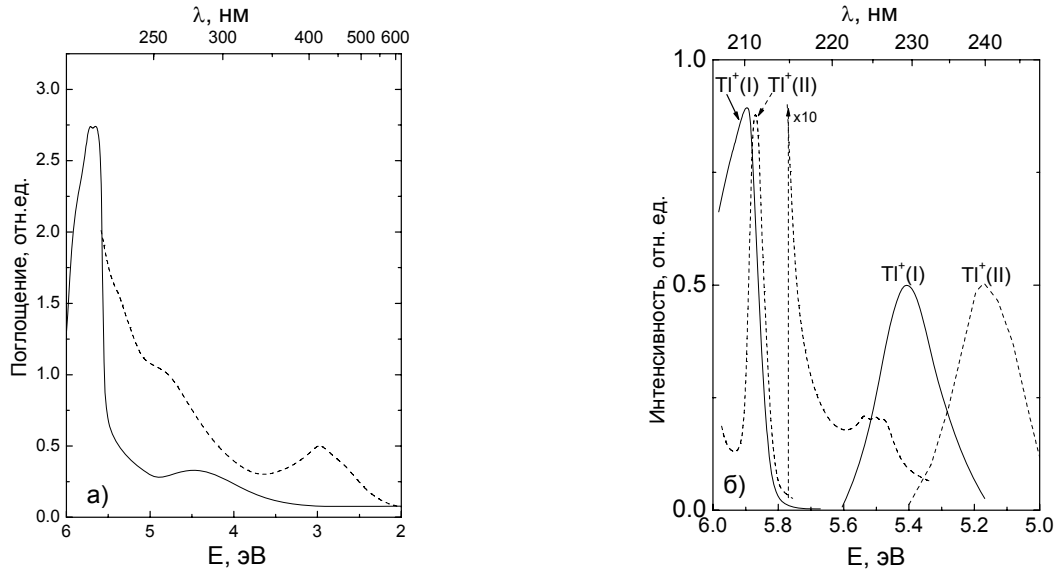 λ, нм
250 300 400 500 600
3.0
2.5
2.0
1.5
1.0
0.5
0.0
Поглощение, отн.ед.
а)
6 5 4 3 2
E, эВ
λ, нм
210 220 230 240
1.0
0.5
0.0
Интенсивность, отн. ед.
Tl⁺(I) Tl⁺(II)
x10
Tl⁺(I) Tl⁺(II)
б)
6.0 5.8 5.6 5.4 5.2 5.0
E, эВ